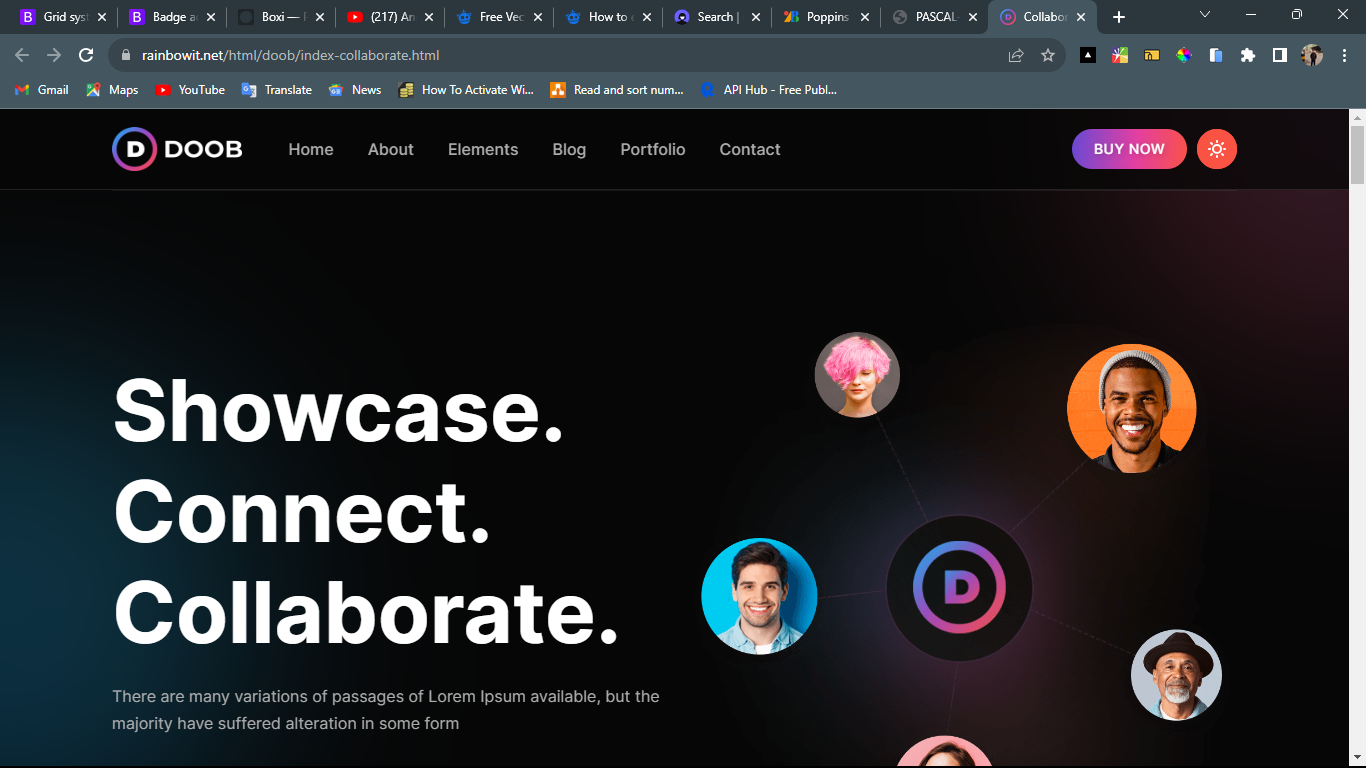 Grid syst
Badge a
Boxi — F
(217) An
Free Vec
How to
Search |
Poppins
PASCAL
Collabor
rainbowit.net/html/doob/index-collaborate.html
Gmail
Maps
YouTube
Translate
News
How To Activate Wi...
Read and sort num...
API Hub - Free Publ...
D DOOB
Home
About
Elements
Blog
Portfolio
Contact
BUY NOW
Showcase.
Connect.
Collaborate.
D
There are many variations of passages of Lorem Ipsum available, but the
majority have suffered alteration in some form